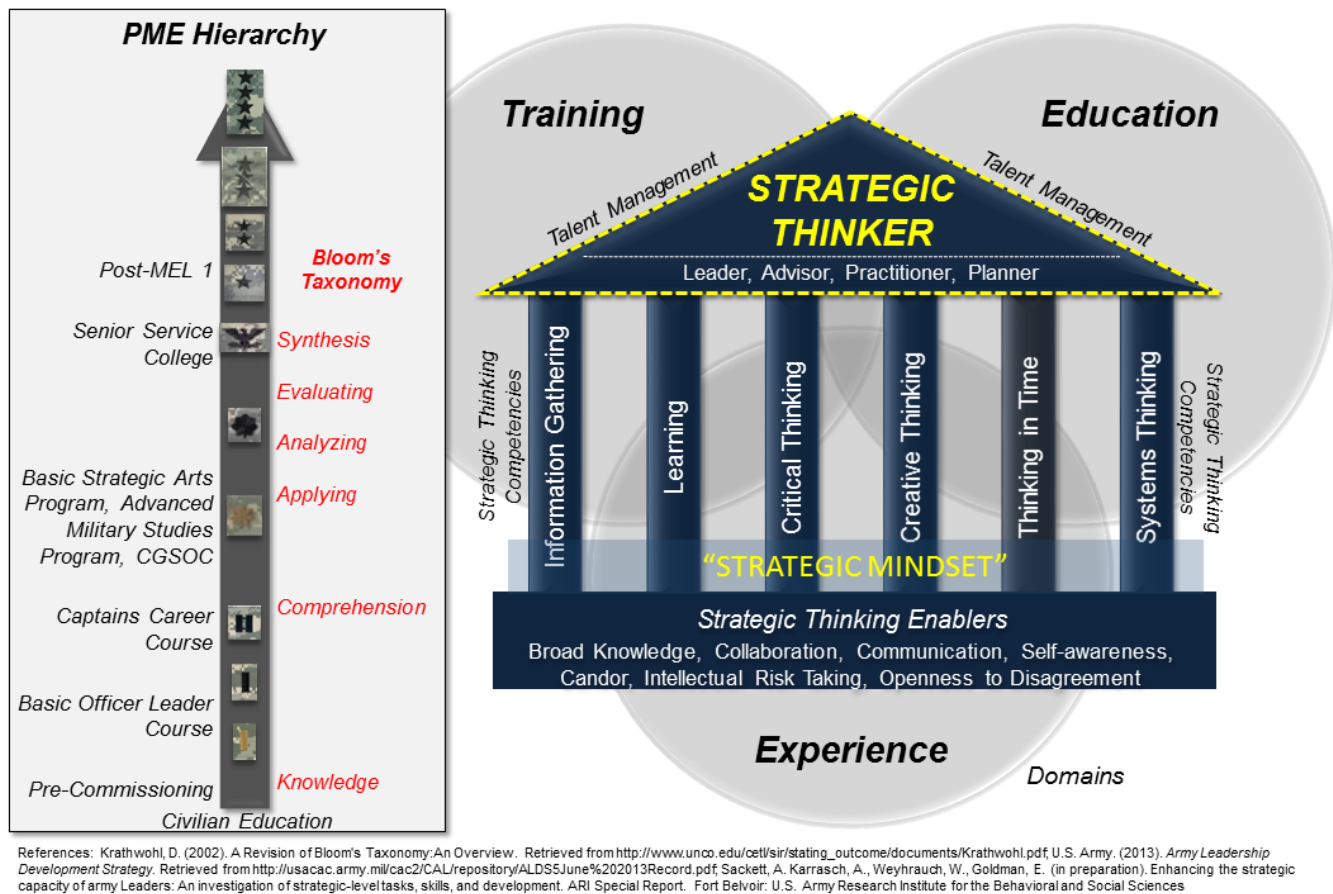 PME Hierarchy
Post-MEL 1
Senior Service
College
Basic Strategic Arts
Program, Advanced
Military Studies
Program, CGSOC
Captains Career
Course
Basic Officer Leader
Course
Pre-Commissioning
Civilian Education
Bloom's
Taxonomy
Synthesis
Evaluating
Analyzing
Applying
Comprehension
Knowledge
Training
Education
Talent Management
Talent Management
STRATEGIC
THINKER
Leader, Advisor, Practitioner, Planner
Strategic Thinking
Competencies
Information Gathering
Learning
Critical Thinking
Creative Thinking
Thinking in Time
Systems Thinking
Strategic Thinking
Competencies
“STRATEGIC MINDSET”
Strategic Thinking Enablers
Broad Knowledge, Collaboration, Communication, Self-awareness,
Candor, Intellectual Risk Taking, Openness to Disagreement
Experience
Domains
References: Krathwohl, D. (2002). A Revision of Bloom's Taxonomy: An Overview. Retrieved from http://www.unco.edu/cetl/sir/stating_outcome/documents/Krathwohl.pdf; U.S. Army. (2013). Army Leadership
Development Strategy. Retrieved from http://usacac.army.mil/cac2/CAL/repository/ALDS5June%202013Record.pdf; Sackett, A. Karrasch, A., Weyhrauch, W., Goldman, E. (in preparation). Enhancing the strategic
capacity of army Leaders: An investigation of strategic-level tasks, skills, and development. ARI Special Report. Fort Belvoir: U.S. Army Research Institute for the Behavioral and Social Sciences